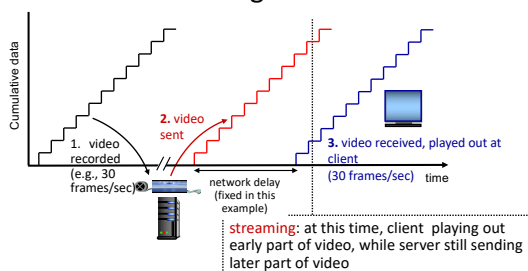 Cumulative data
1. video
recorded
(e.g., 30
frames/sec)
2. video
sent
3. video received, played out at
client
(30 frames/sec)
time
network delay
(fixed in this
example)
streaming: at this time, client playing out
early part of video, while server still sending
later part of video